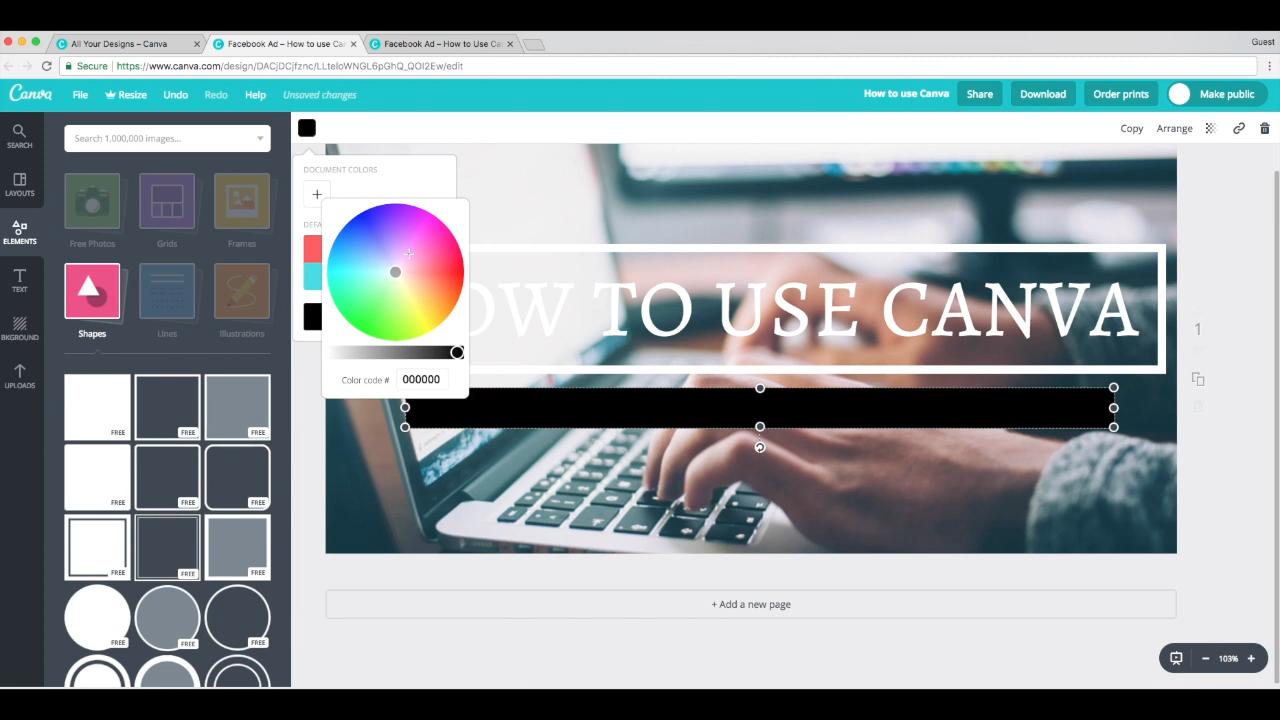 All Your Designs – Canva
Facebook Ad – How to use Ca
Facebook Ad – How to Use Ca
Guest
Secure
https://www.canva.com/design/DACjDCjfznc/LLteloWNGL6pGhQ_QOI2Ew/edit
Canva
File
Resize
Undo
Redo
Help
Unsaved changes
How to use Canva
Share
Download
Order prints
Make public
SEARCH
LAYOUTS
ELEMENTS
TEXT
BKGROUND
UPLOADS
Search 1,000,000 images...
Free Photos
Grids
Frames
Shapes
Lines
Illustrations
FREE
FREE
FREE
FREE
FREE
FREE
FREE
FREE
FREE
FREE
FREE
FREE
Copy
Arrange
DOCUMENT COLORS
+
DEFA
Color code #
000000
OW TO USE CANVA
1
+ Add a new page
103%